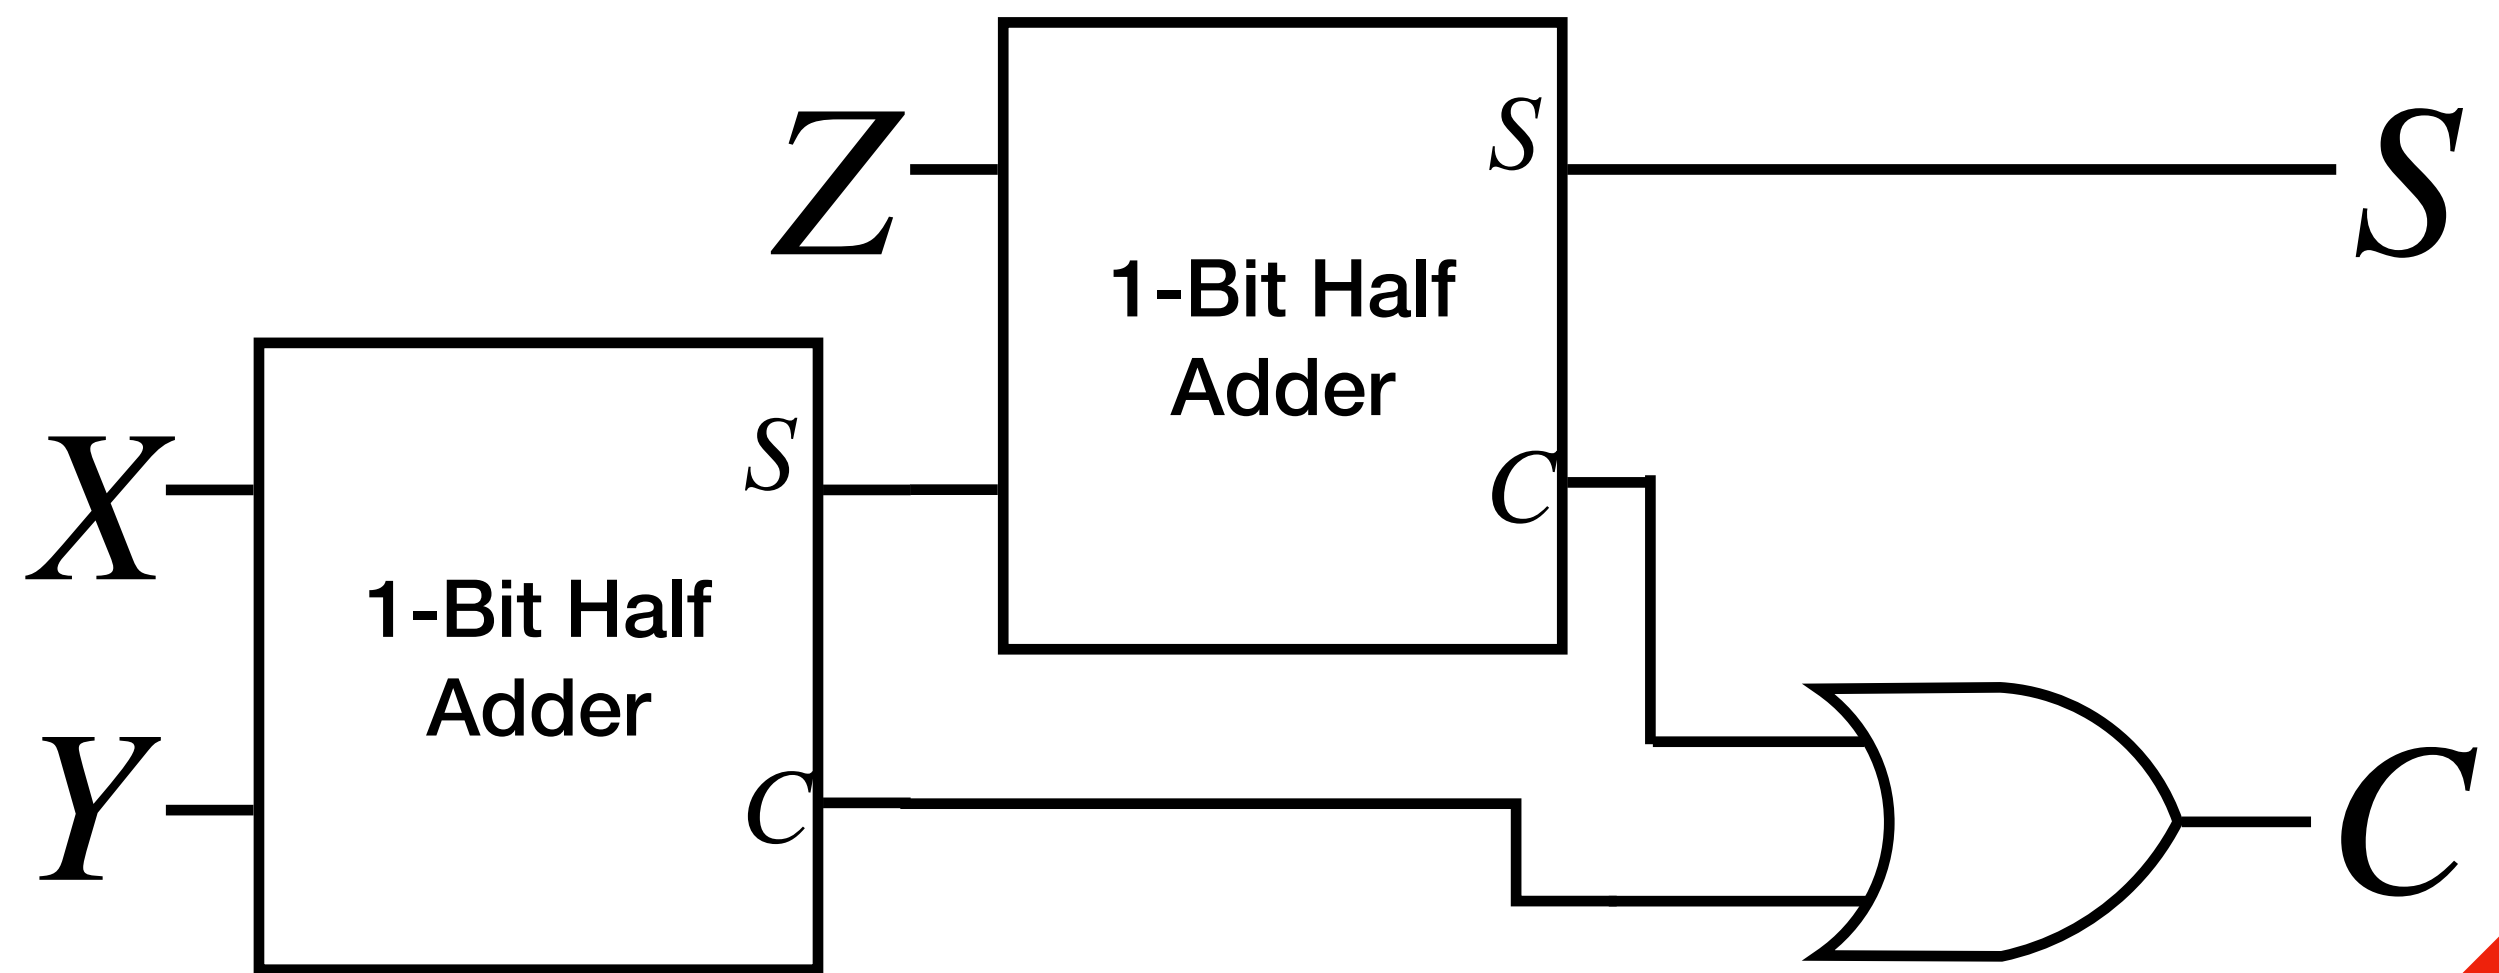 Z
S
S
1-Bit Half
Adder
C
X
S
1-Bit Half
Adder
Y
C
C